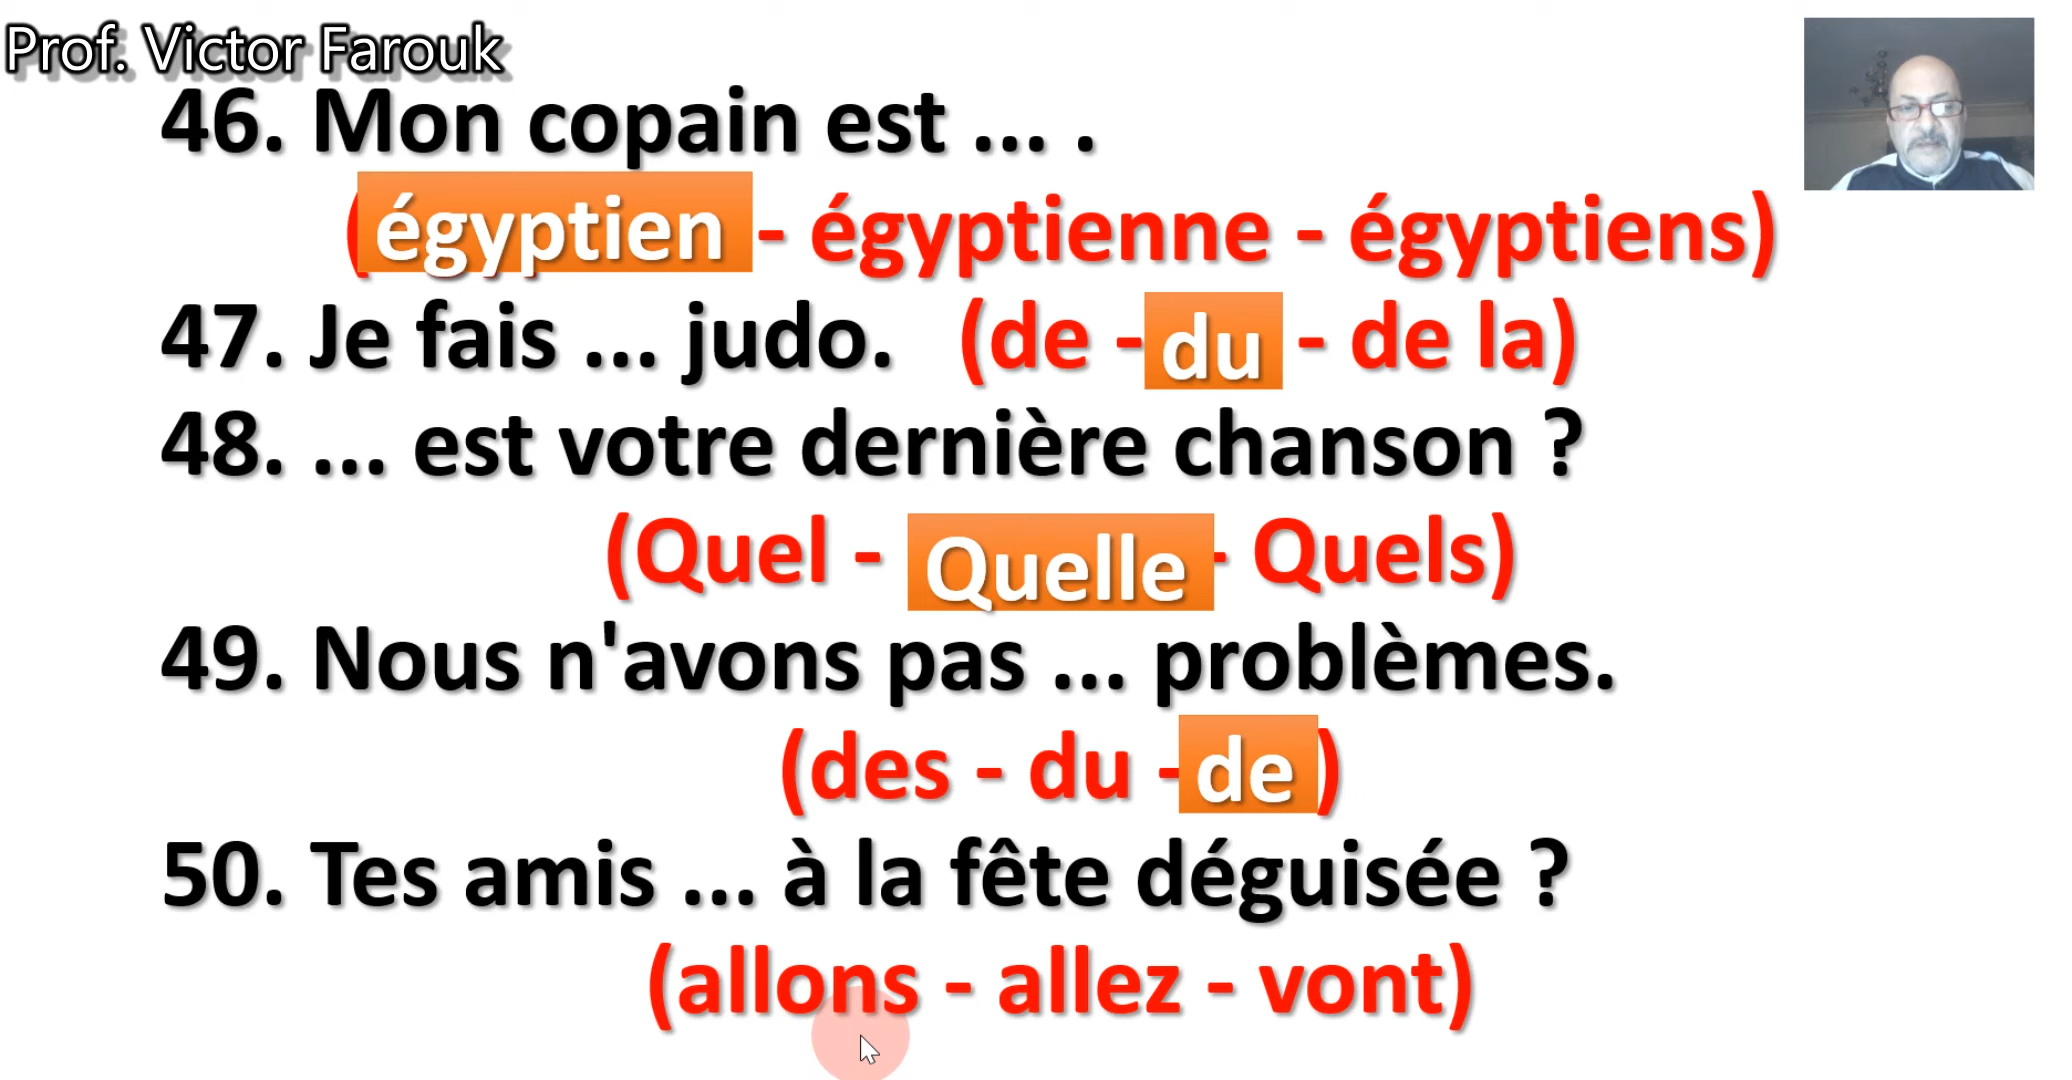 Prof. Victor Farouk
46. Mon copain est ... .
(égyptien - égyptienne - égyptiens)
47. Je fais ... judo. (de - du - de la)
48. ... est votre dernière chanson ?
(Quel - Quelle - Quels)
49. Nous n'avons pas ... problèmes.
(des - du - de)
50. Tes amis ... à la fête déguisée ?
(allons - allez - vont)